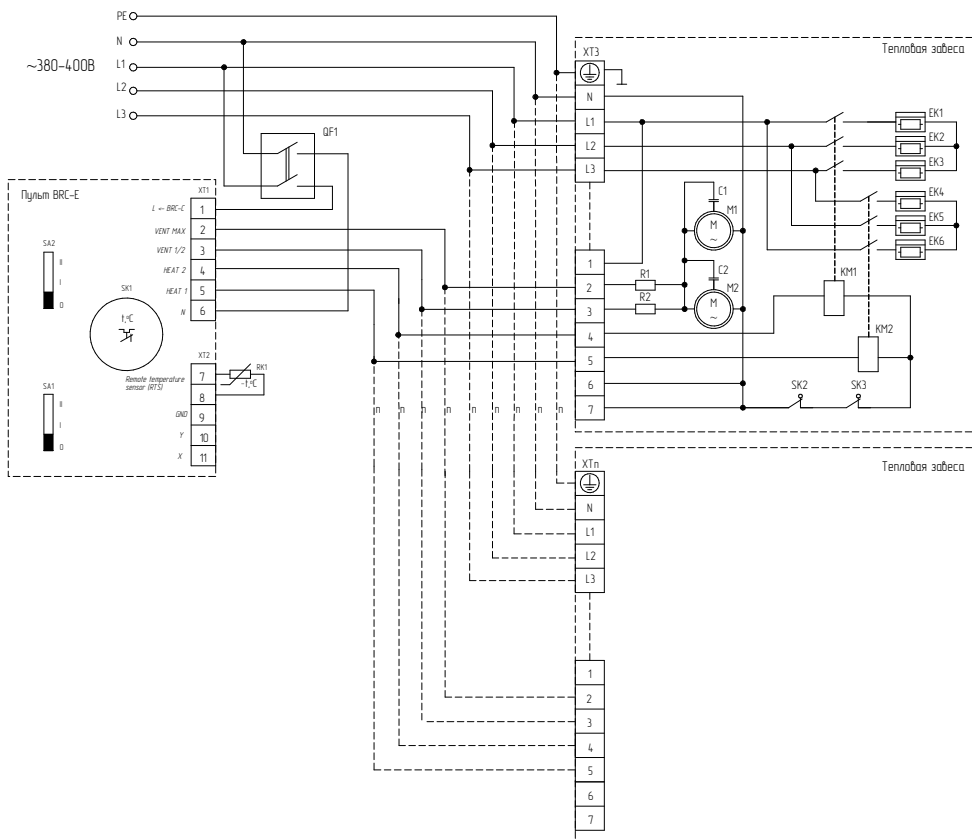 PE
N
~380-400В
L1
L2
L3
QF1
Пульт BRC-E
SA2
II
I
0
SK1
t,°C
SA1
II
I
0
XT1
L ← BRC-C 1
VENT MAX 2
VENT 1/2 3
HEAT 2 4
HEAT 1 5
N 6
XT2
Remote temperature
sensor (RTS)
7
8
GND 9
Y 10
X 11
RK1
-t,°C
n n n n n n n n n
Тепловая завеса
XT3
N
L1
L2
L3
1
2
3
4
5
6
7
R1
R2
C1
M1
M
~
C2
M2
M
~
EK1
EK2
EK3
EK4
EK5
EK6
KM1
KM2
SK2
SK3
Тепловая завеса
XTn
N
L1
L2
L3
1
2
3
4
5
6
7